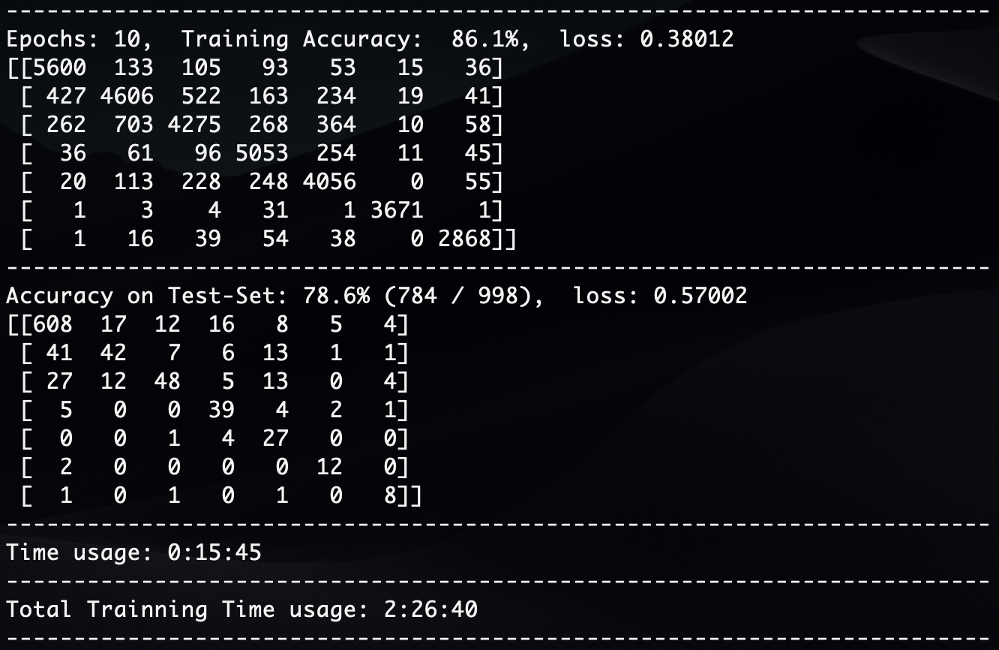 --------------------------------------------------------------------------
Epochs: 10,  Training Accuracy:  86.1%,  loss: 0.38012
[[5600  133  105   93   53   15   36]
 [ 427 4606  522  163  234   19   41]
 [ 262  703 4275  268  364   10   58]
 [  36   61   96 5053  254   11   45]
 [  20  113  228  248 4056    0   55]
 [   1    3    4   31    1 3671    1]
 [   1   16   39   54   38    0 2868]]
--------------------------------------------------------------------------
Accuracy on Test-Set: 78.6% (784 / 998),  loss: 0.57002
[[608  17  12  16   8   5   4]
 [ 41  42   7   6  13   1   1]
 [ 27  12  48   5  13   0   4]
 [  5   0   0  39   4   2   1]
 [  0   0   1   4  27   0   0]
 [  2   0   0   0   0  12   0]
 [  1   0   1   0   1   0   8]]
--------------------------------------------------------------------------
Time usage: 0:15:45
--------------------------------------------------------------------------
Total Trainning Time usage: 2:26:40
--------------------------------------------------------------------------